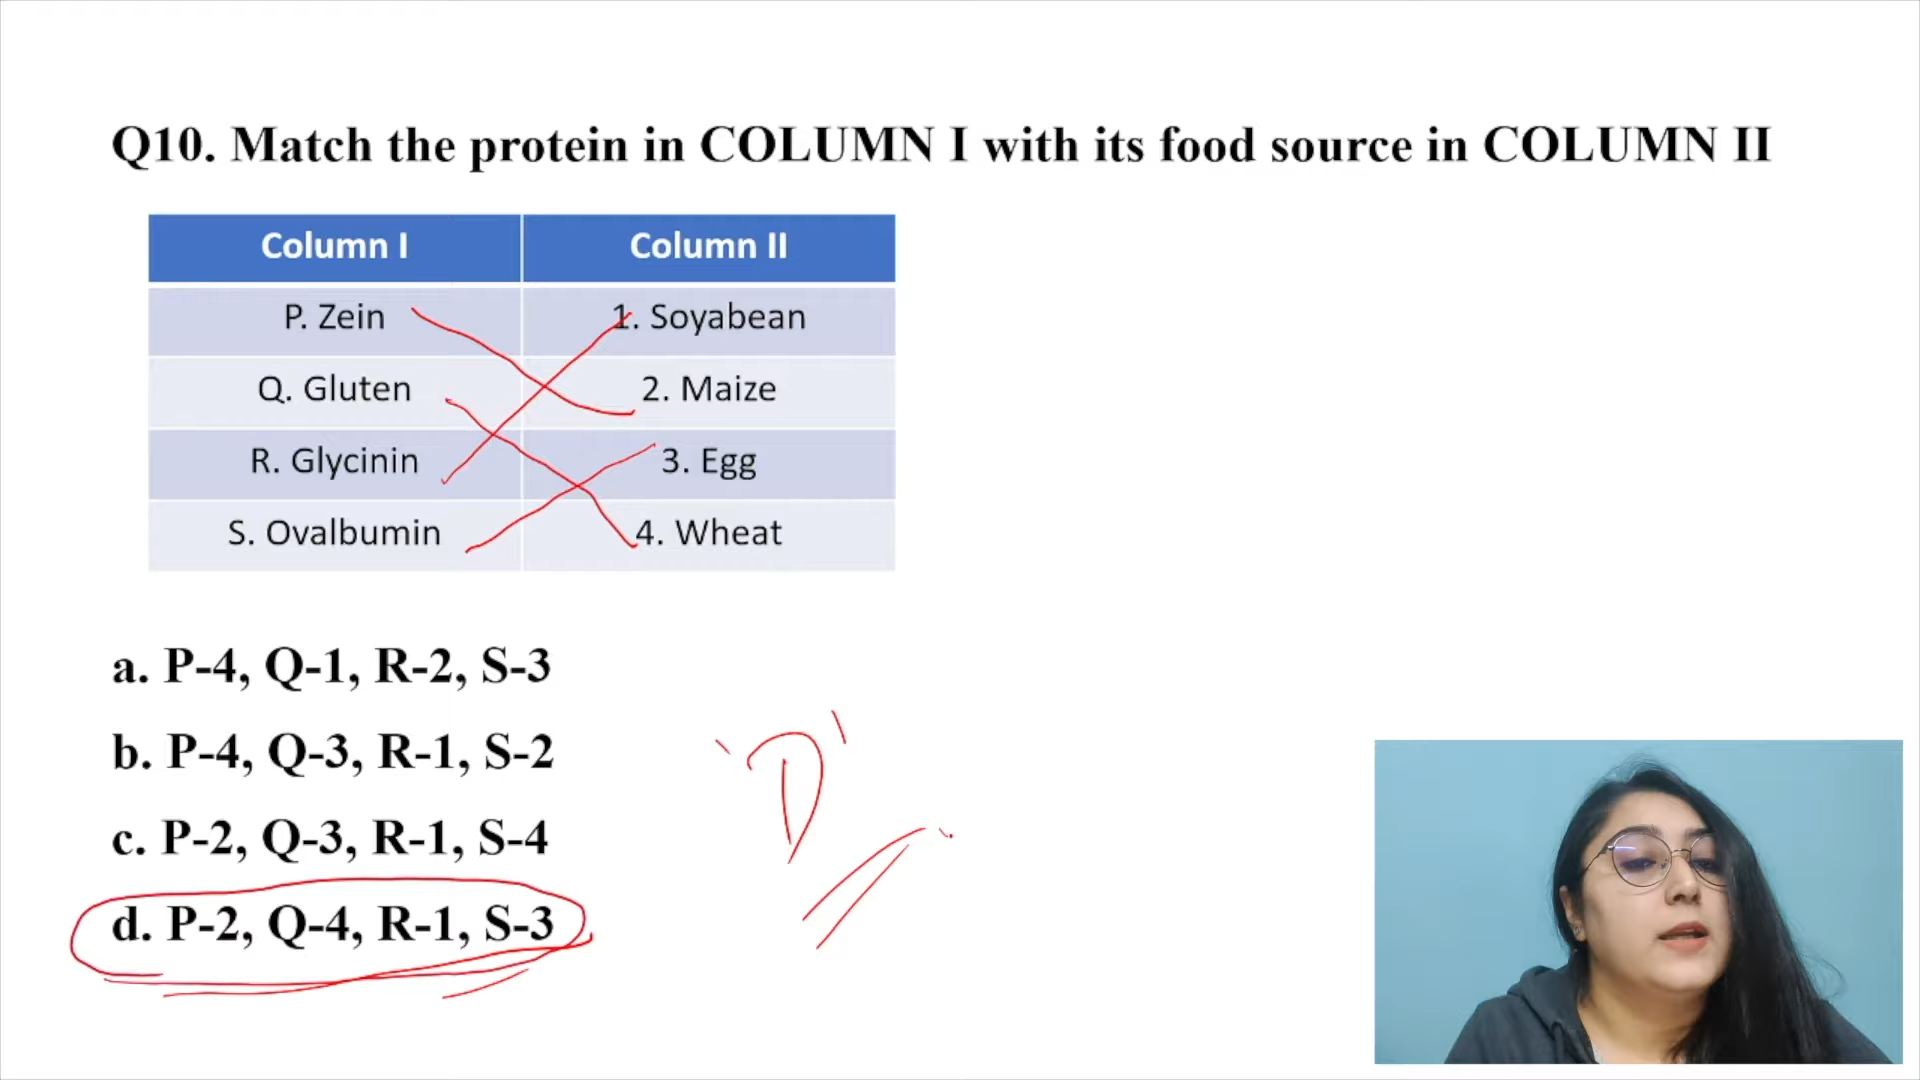 Q10. Match the protein in COLUMN I with its food source in COLUMN II
Column I Column II
P. Zein 1. Soyabean
Q. Gluten 2. Maize
R. Glycinin 3. Egg
S. Ovalbumin 4. Wheat
a. P-4, Q-1, R-2, S-3
b. P-4, Q-3, R-1, S-2
c. P-2, Q-3, R-1, S-4
d. P-2, Q-4, R-1, S-3
'D'